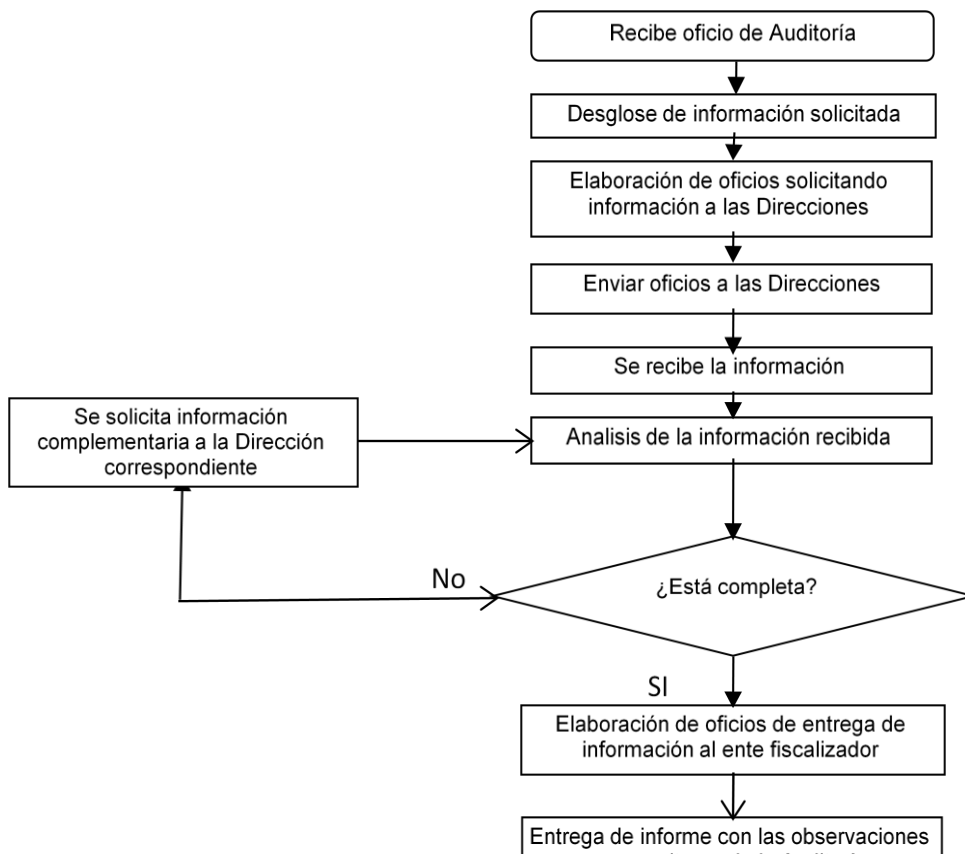 Recibe oficio de Auditoría
Desglose de información solicitada
Elaboración de oficios solicitando
información a las Direcciones
Enviar oficios a las Direcciones
Se recibe la información
Se solicita información
complementaria a la Dirección
correspondiente
Analisis de la información recibida
¿Está completa?
No
SI
Elaboración de oficios de entrega de
información al ente fiscalizador
Entrega de informe con las observaciones